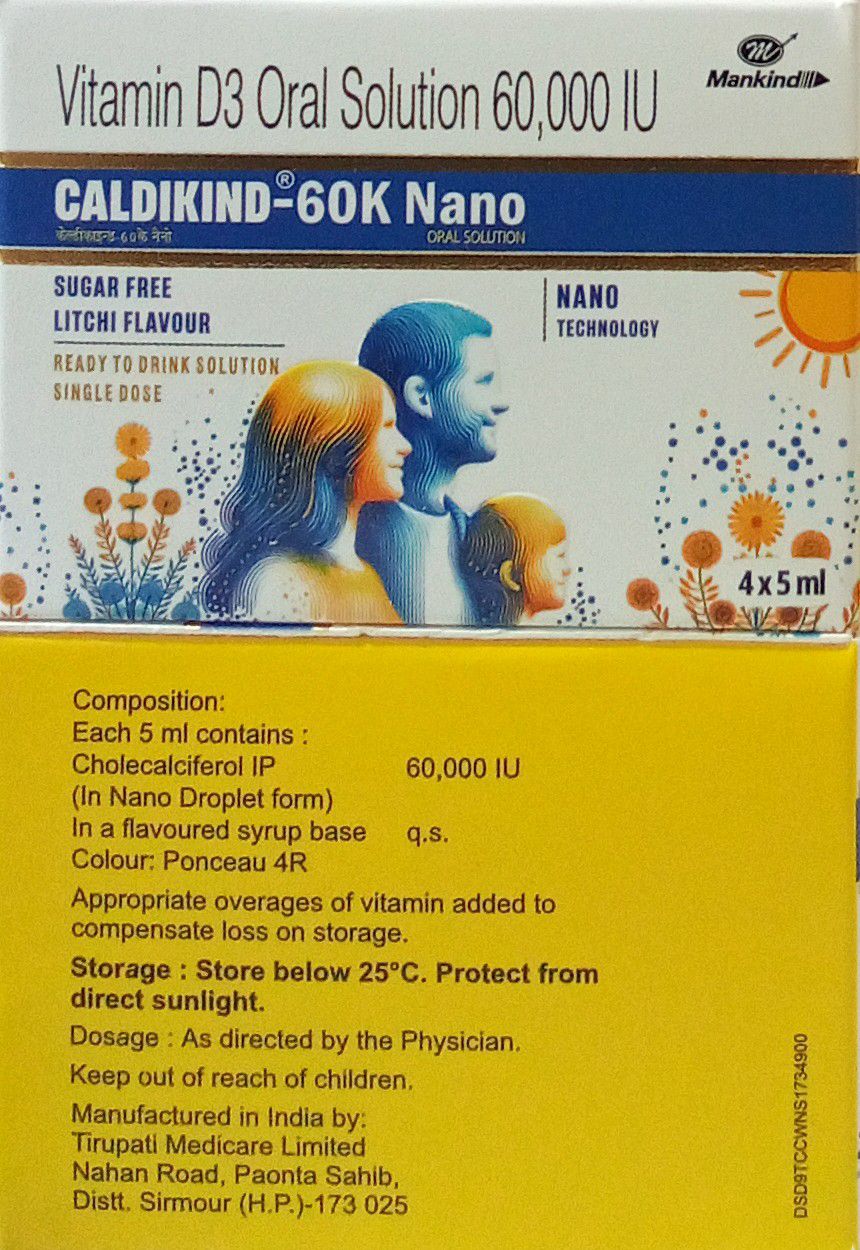 Vitamin D3 Oral Solution 60,000 IU
Mankind
CALDIKIND®-60K Nano
केल्डीकाइन्ड-६०के नैनो
ORAL SOLUTION
SUGAR FREE
LITCHI FLAVOUR
READY TO DRINK SOLUTION
SINGLE DOSE
NANO
TECHNOLOGY
4 x 5 ml
Composition:
Each 5 ml contains :
Cholecalciferol IP 60,000 IU
(In Nano Droplet form)
In a flavoured syrup base q.s.
Colour: Ponceau 4R
Appropriate overages of vitamin added to
compensate loss on storage.
Storage : Store below 25°C. Protect from
direct sunlight.
Dosage : As directed by the Physician.
Keep out of reach of children.
Manufactured in India by:
Tirupati Medicare Limited
Nahan Road, Paonta Sahib,
Distt. Sirmour (H.P.)-173 025
DSD9TCCWNS1734900